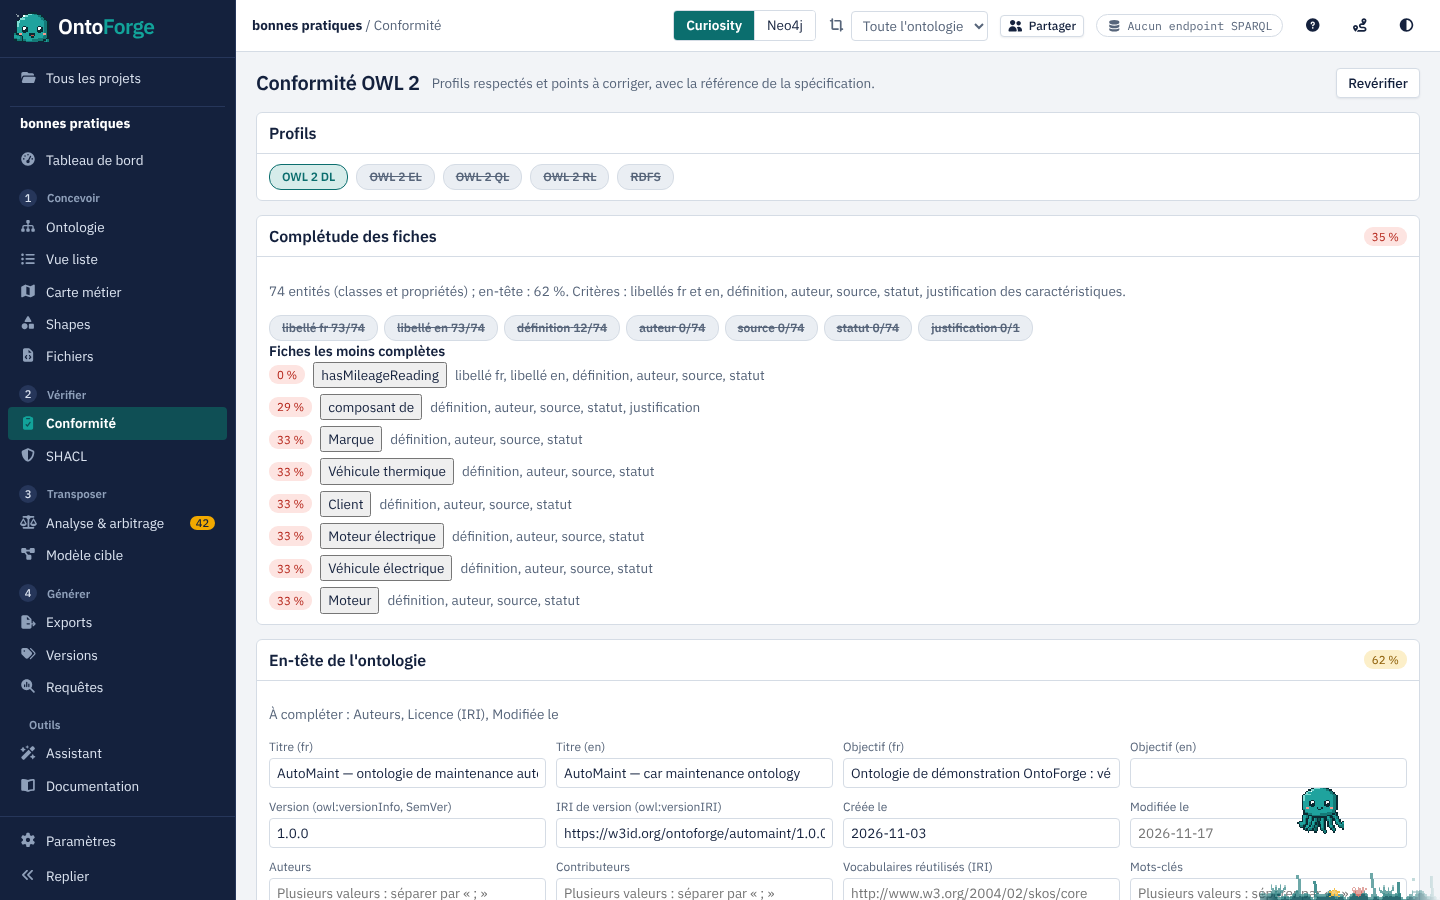 OntoForge
bonnes pratiques / Conformité
Curiosity
Neo4j
Toute l'ontologie
Partager
Aucun endpoint SPARQL
Tous les projets
bonnes pratiques
Tableau de bord
1 Concevoir
Ontologie
Vue liste
Carte métier
Shapes
Fichiers
2 Vérifier
Conformité
SHACL
3 Transposer
Analyse & arbitrage 42
Modèle cible
4 Générer
Exports
Versions
Requêtes
Outils
Assistant
Documentation
Paramètres
Replier
Conformité OWL 2 Profils respectés et points à corriger, avec la référence de la spécification.
Revérifier
Profils
OWL 2 DL OWL 2 EL OWL 2 QL OWL 2 RL RDFS
Complétude des fiches 35 %
74 entités (classes et propriétés) ; en-tête : 62 %. Critères : libellés fr et en, définition, auteur, source, statut, justification des caractéristiques.
libellé fr 73/74 libellé en 73/74 définition 12/74 auteur 0/74 source 0/74 statut 0/74 justification 0/1
Fiches les moins complètes
0 % hasMileageReading libellé fr, libellé en, définition, auteur, source, statut
29 % composant de définition, auteur, source, statut, justification
33 % Marque définition, auteur, source, statut
33 % Véhicule thermique définition, auteur, source, statut
33 % Client définition, auteur, source, statut
33 % Moteur électrique définition, auteur, source, statut
33 % Véhicule électrique définition, auteur, source, statut
33 % Moteur définition, auteur, source, statut
En-tête de l'ontologie 62 %
À compléter : Auteurs, Licence (IRI), Modifiée le
Titre (fr) Titre (en) Objectif (fr) Objectif (en)
AutoMaint — ontologie de maintenance aut AutoMaint — car maintenance ontology Ontologie de démonstration OntoForge : vé
Version (owl:versionInfo, SemVer) IRI de version (owl:versionIRI) Créée le Modifiée le
1.0.0 https://w3id.org/ontoforge/automaint/1.0.0 2026-11-03 2026-11-17
Auteurs Contributeurs Vocabulaires réutilisés (IRI) Mots-clés
Plusieurs valeurs : séparer par « ; » Plusieurs valeurs : séparer par « ; » http://www.w3.org/2004/02/skos/core Plusieurs valeurs : séparer par « ; »